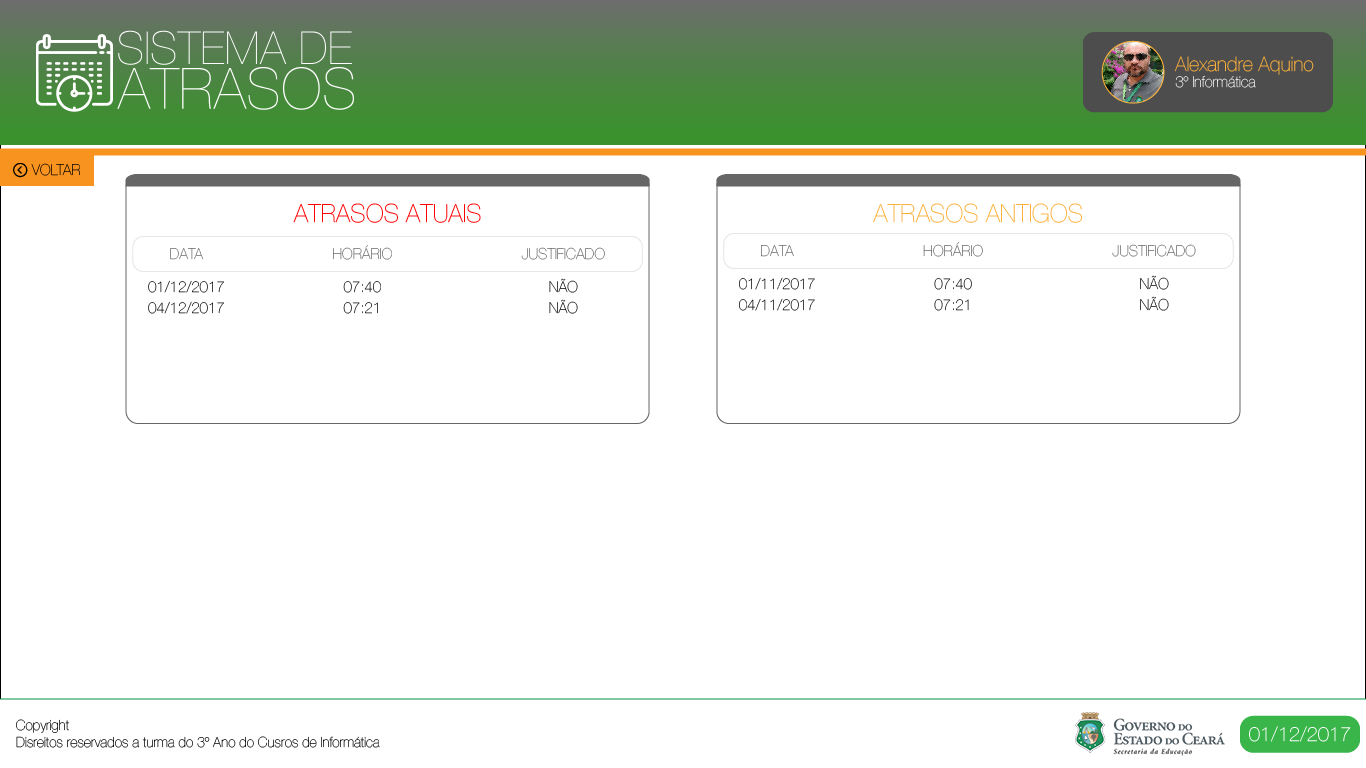 SISTEMA DE
ATRASOS
Alexandre Aquino
3º Informática
VOLTAR
ATRASOS ATUAIS
DATA HORÁRIO JUSTIFICADO
01/12/2017 07:40 NÃO
04/12/2017 07:21 NÃO
ATRASOS ANTIGOS
DATA HORÁRIO JUSTIFICADO
01/11/2017 07:40 NÃO
04/11/2017 07:21 NÃO
Copyright
Disreitos reservados a turma do 3º Ano do Cusros de Informática
GOVERNO DO
ESTADO DO CEARÁ
Secretaria da Educação
01/12/2017